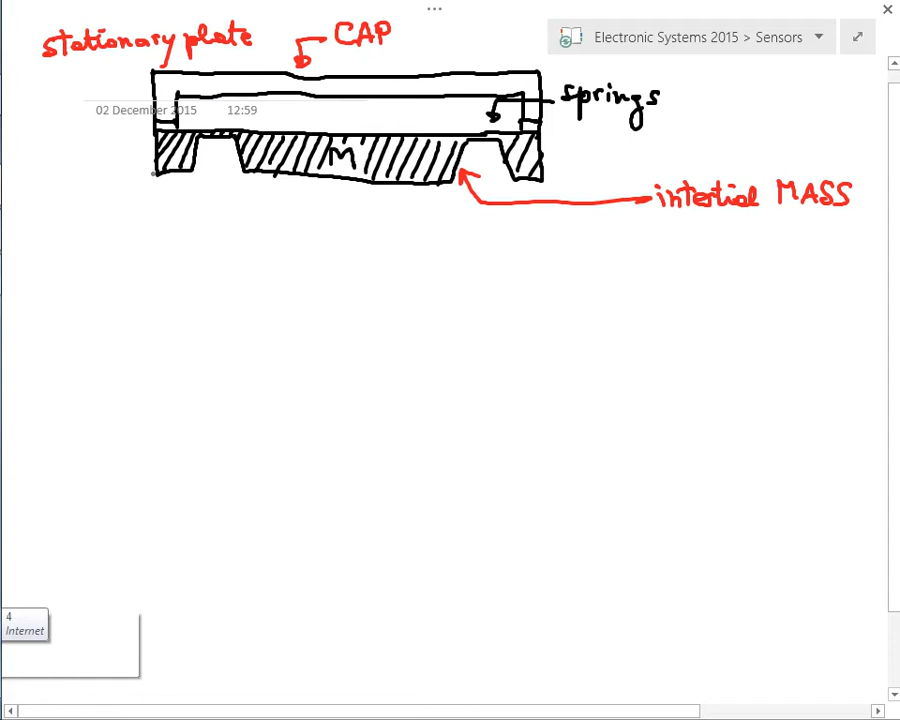 ...
Electronic Systems 2015 > Sensors
stationary plate
CAP
springs
02 December 2015 12:59
M
intertial MASS
4
Internet